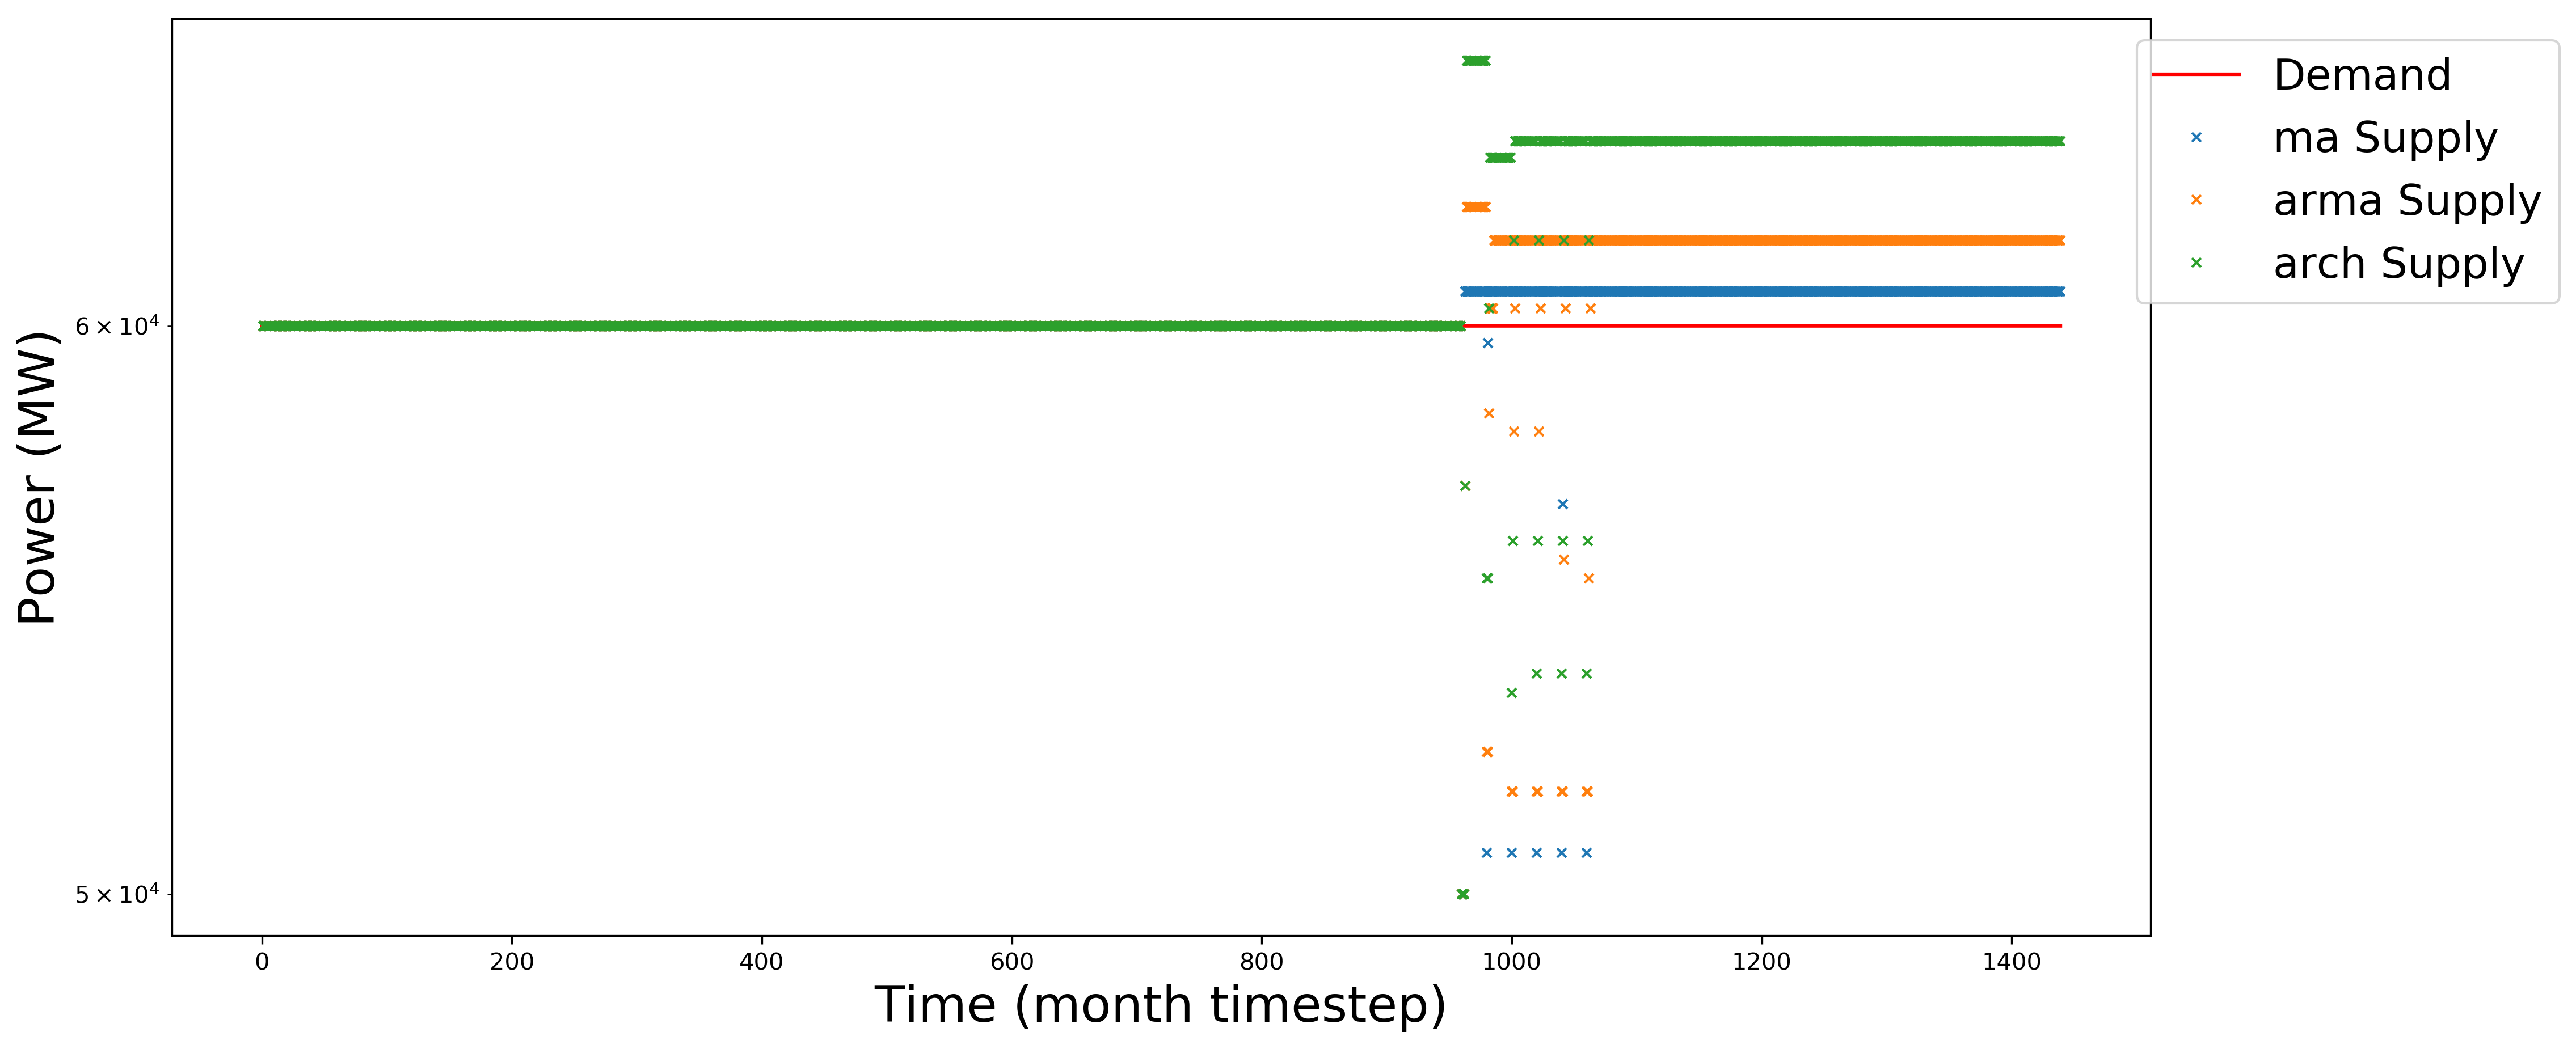 Demand
ma Supply
arma Supply
arch Supply
Power (MW)
6 × 10⁴
5 × 10⁴
0 200 400 600 800 1000 1200 1400
Time (month timestep)